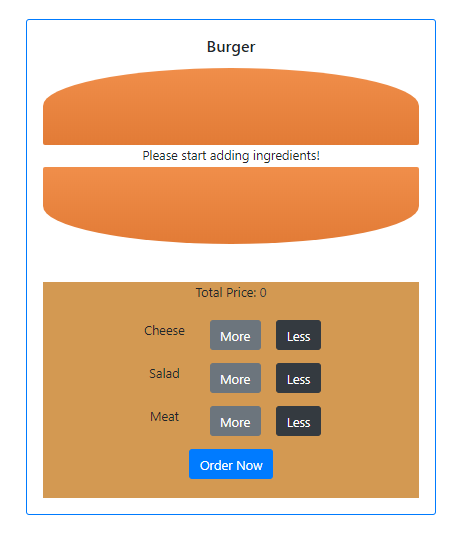 Burger
Please start adding ingredients!
Total Price: 0
Cheese More Less
Salad More Less
Meat More Less
Order Now